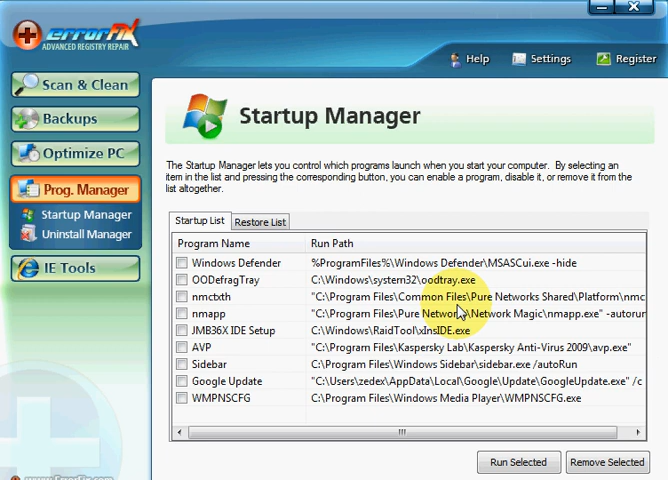 errorFix
ADVANCED REGISTRY REPAIR
Help
Settings
Register
Scan & Clean
Backups
Optimize PC
Prog. Manager
Startup Manager
Uninstall Manager
IE Tools
Startup Manager
The Startup Manager lets you control which programs launch when you start your computer. By selecting an
item in the list and pressing the corresponding button, you can enable a program, disable it, or remove it from the
list altogether.
Startup List Restore List
Program Name Run Path
Windows Defender %ProgramFiles%\Windows Defender\MSASCui.exe -hide
OODefragTray C:\Windows\system32\oodtray.exe
nmctxth "C:\Program Files\Common Files\Pure Networks Shared\Platform\nmc
nmapp "C:\Program Files\Pure Networks\Network Magic\nmapp.exe" -autorun
JMB36X IDE Setup C:\Windows\RaidTool\xInsIDE.exe
AVP "C:\Program Files\Kaspersky Lab\Kaspersky Anti-Virus 2009\avp.exe"
Sidebar C:\Program Files\Windows Sidebar\sidebar.exe /autoRun
Google Update "C:\Users\zedex\AppData\Local\Google\Update\GoogleUpdate.exe" /c
WMPNSCFG C:\Program Files\Windows Media Player\WMPNSCFG.exe
Run Selected
Remove Selected